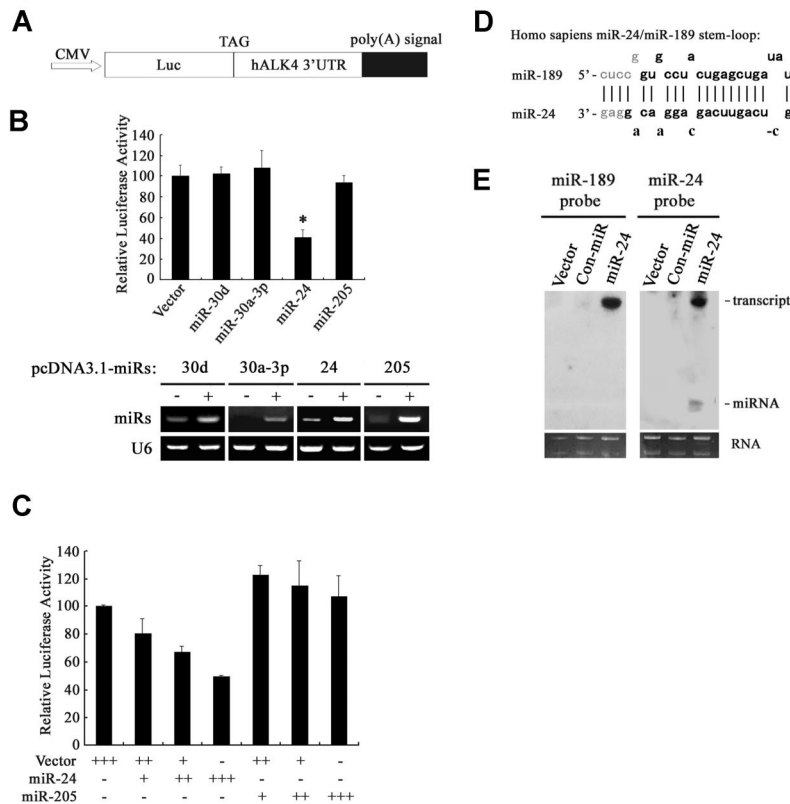 A
CMV
TAG
poly(A) signal
Luc
hALK4 3'UTR
B
Relative Luciferase Activity
140
120
100
80
60
40
20
0
*
Vector
miR-30d
miR-30a-3p
miR-24
miR-205
pcDNA3.1-miRs:
30d 30a-3p 24 205
- + - + - + - +
miRs
U6
C
Relative Luciferase Activity
140
120
100
80
60
40
20
0
Vector +++ ++ + - ++ + -
miR-24 - + ++ +++ - - -
miR-205 - - - - + ++ +++
D
Homo sapiens miR-24/miR-189 stem-loop:
g g a ua
miR-189 5'- cucc gu ccu cugagcuga u
miR-24 3'- gagg ca gga gacuugacu g
a a c -c
E
miR-189 probe
miR-24 probe
Vector
Con-miR
miR-24
Vector
Con-miR
miR-24
- transcript
- miRNA
RNA